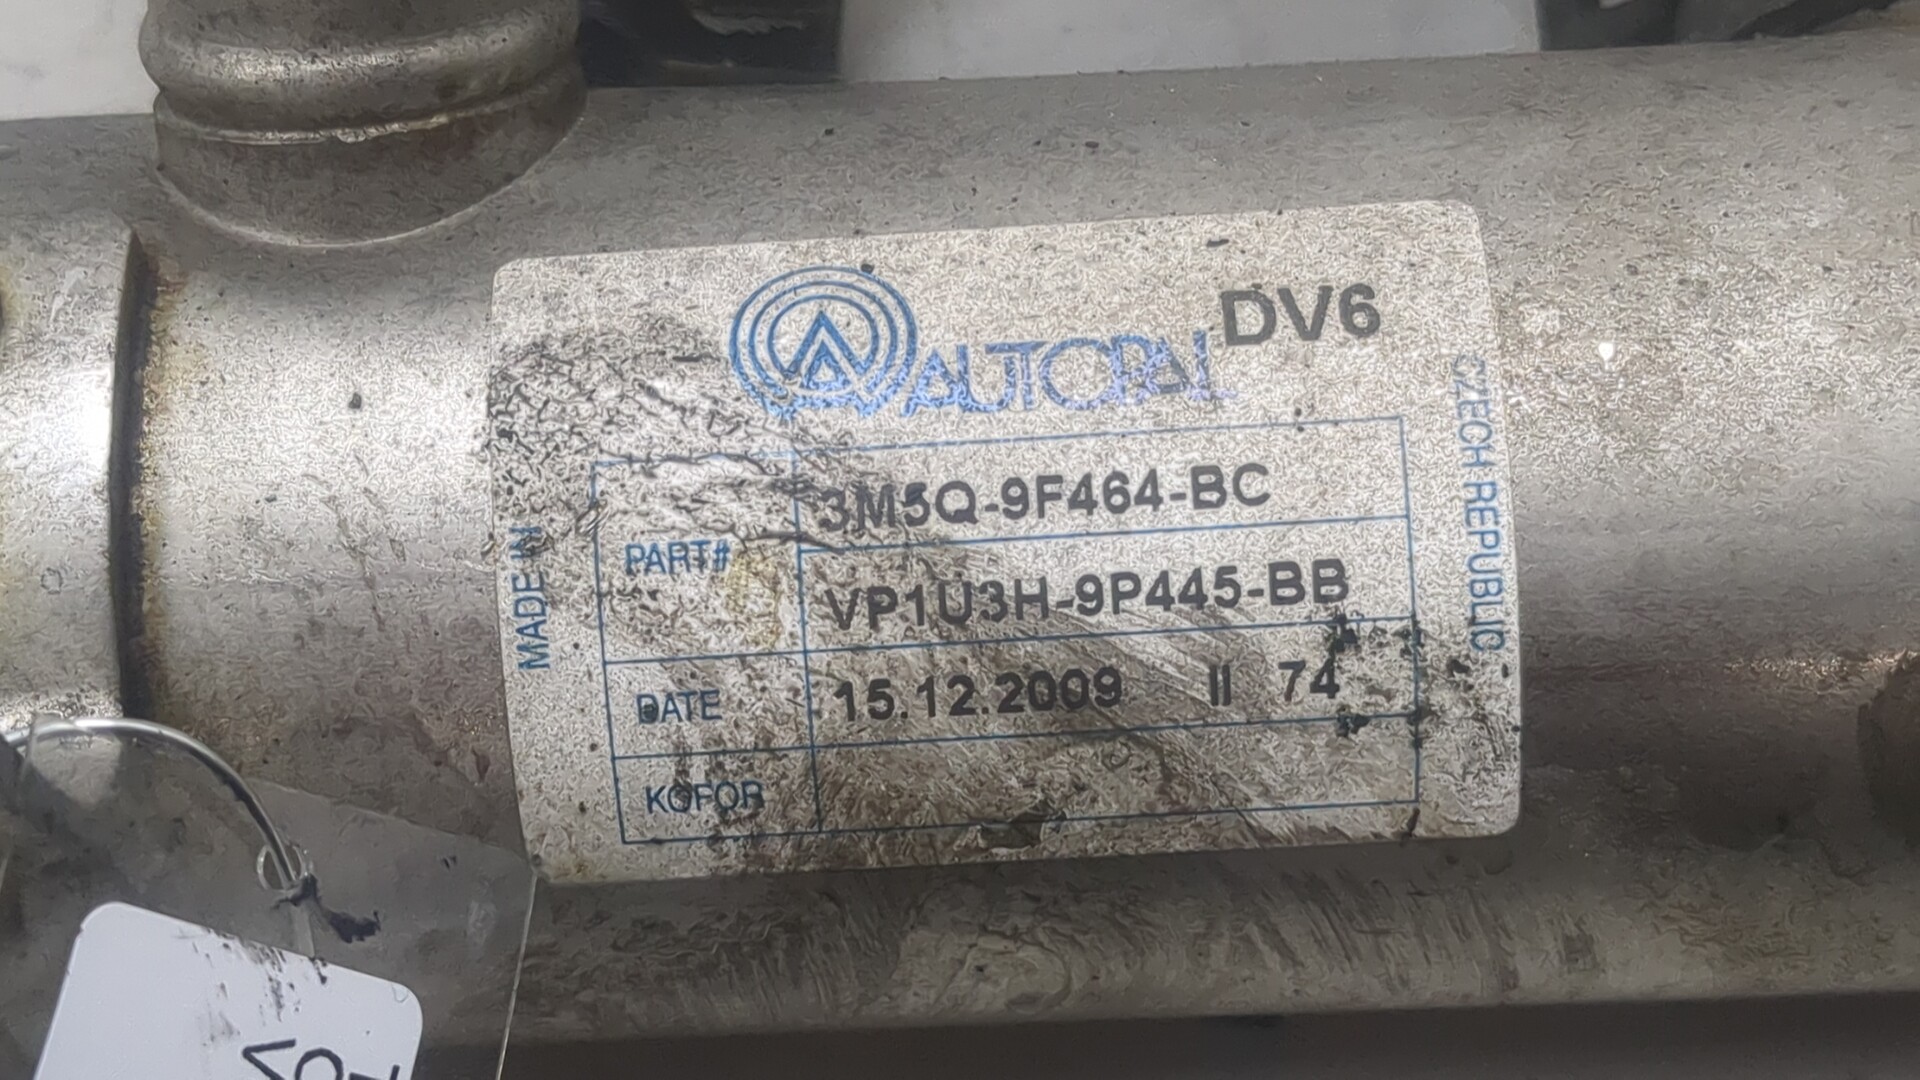 AUTOPAL
DV6
MADE IN
CZECH REPUBLIC
PART#
3M5Q-9F464-BC
VP1U3H-9P445-BB
DATE
15.12.2009 II 74
KOFOR